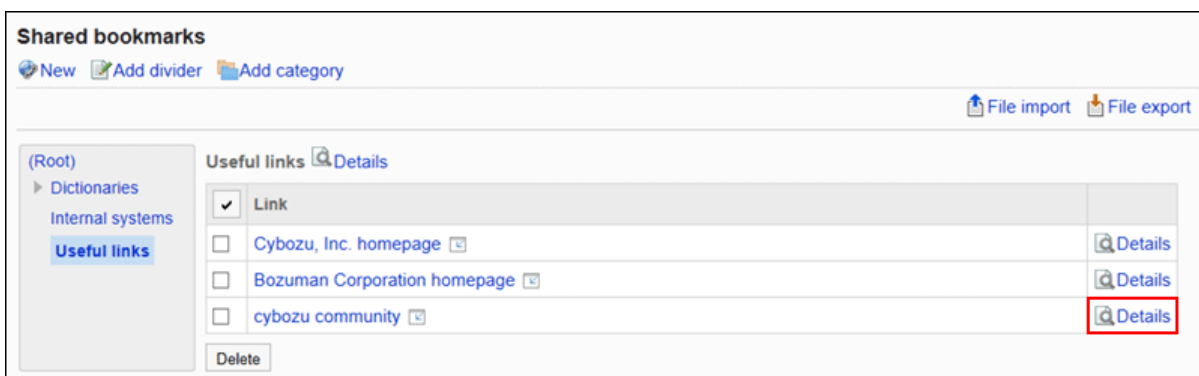 Shared bookmarks
New Add divider Add category
File import File export
(Root)
Dictionaries
Internal systems
Useful links
Useful links Details
Link
Cybozu, Inc. homepage Details
Bozuman Corporation homepage Details
cybozu community Details
Delete